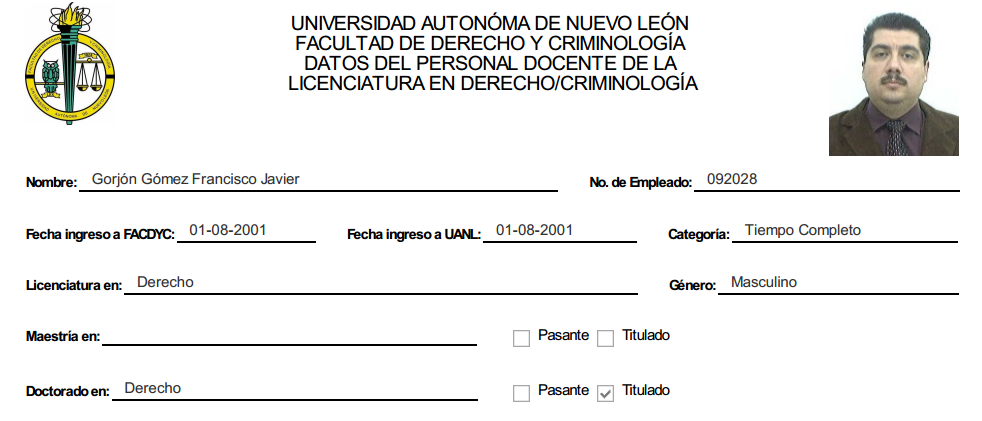 UNIVERSIDAD AUTONÓMA DE NUEVO LEÓN
FACULTAD DE DERECHO Y CRIMINOLOGÍA
DATOS DEL PERSONAL DOCENTE DE LA
LICENCIATURA EN DERECHO/CRIMINOLOGÍA
Nombre: Gorjón Gómez Francisco Javier No. de Empleado: 092028
Fecha ingreso a FACDYC: 01-08-2001 Fecha ingreso a UANL: 01-08-2001 Categoría: Tiempo Completo
Licenciatura en: Derecho Género: Masculino
Maestría en: Pasante Titulado
Doctorado en: Derecho Pasante Titulado